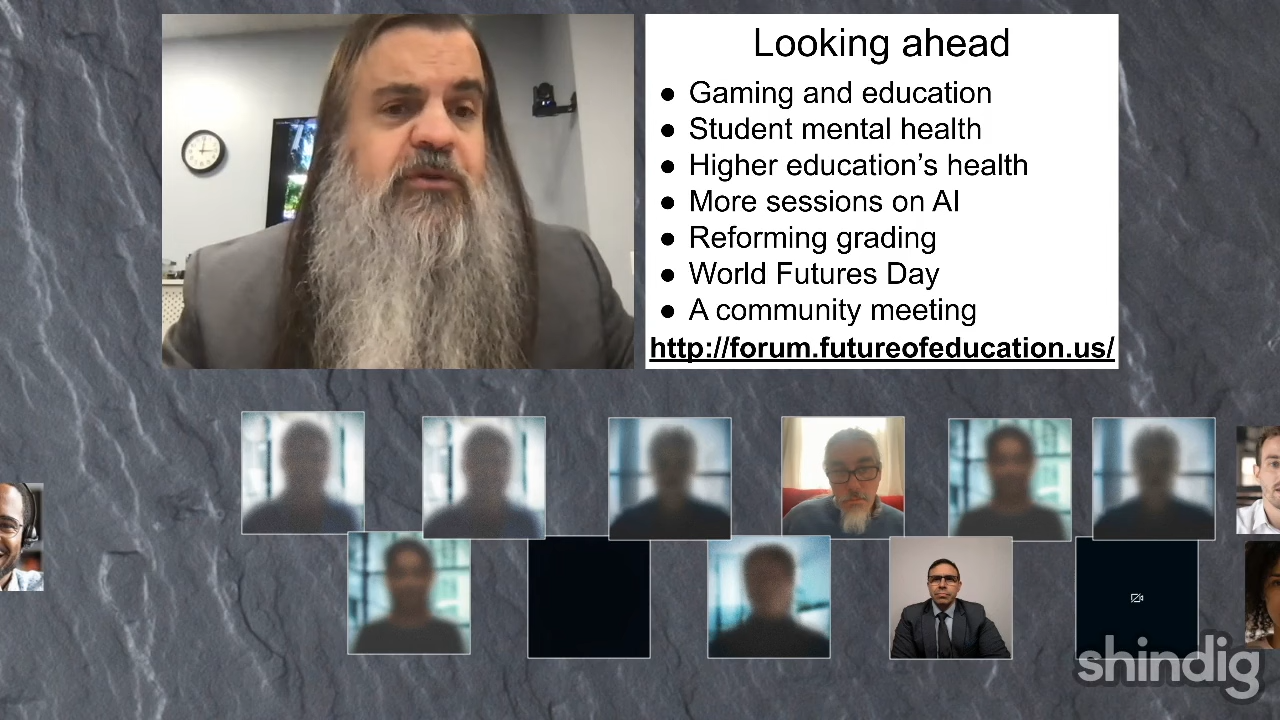 Looking ahead
● Gaming and education
● Student mental health
● Higher education’s health
● More sessions on AI
● Reforming grading
● World Futures Day
● A community meeting
http://forum.futureofeducation.us/
shindig